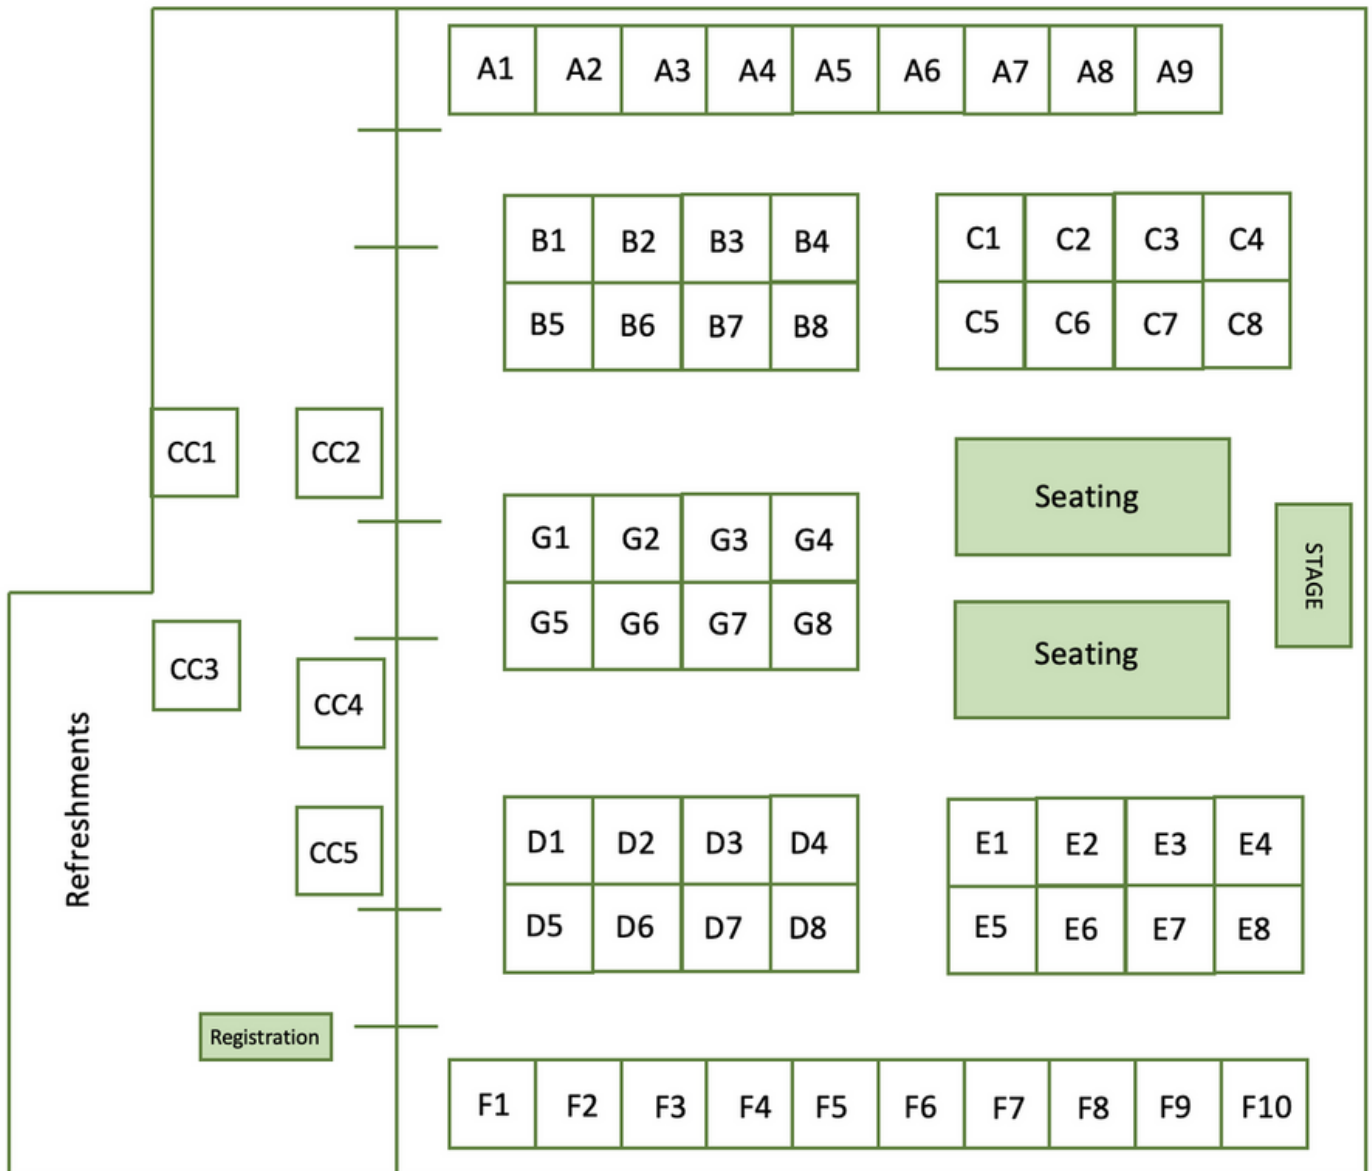 A1 A2 A3 A4 A5 A6 A7 A8 A9
B1 B2 B3 B4
B5 B6 B7 B8
C1 C2 C3 C4
C5 C6 C7 C8
CC1 CC2
G1 G2 G3 G4
G5 G6 G7 G8
Seating
Seating
STAGE
CC3
CC4
CC5
Refreshments
D1 D2 D3 D4
D5 D6 D7 D8
E1 E2 E3 E4
E5 E6 E7 E8
Registration
F1 F2 F3 F4 F5 F6 F7 F8 F9 F10